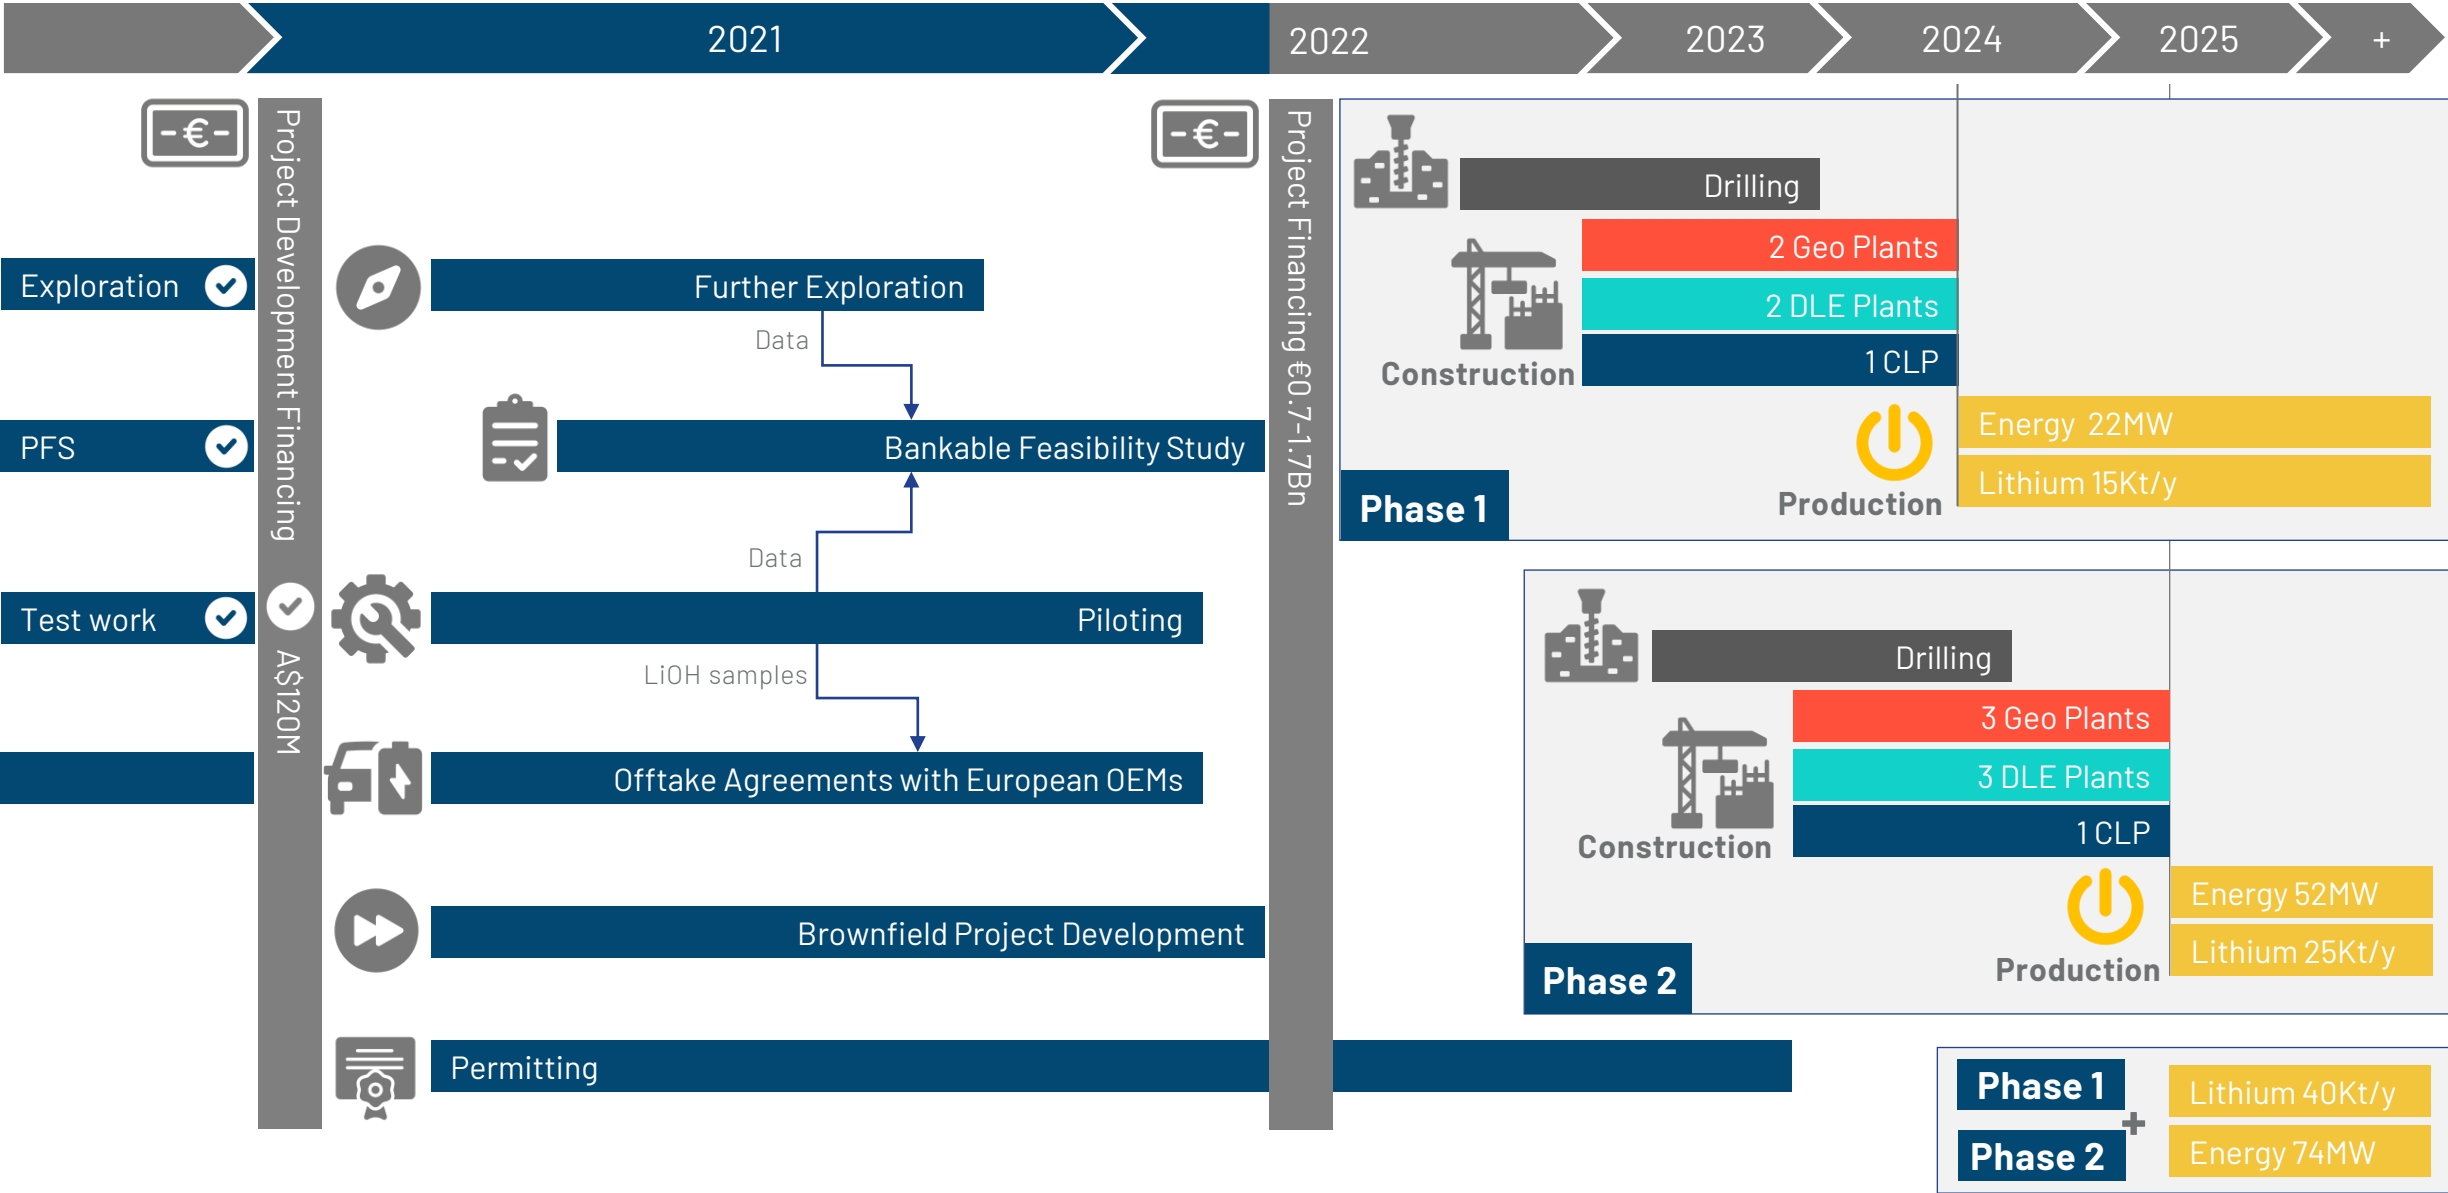 2021
2022
2023
2024
2025
+
-€-
-€-
Project Development Financing
A$120M
Project Financing €0.7-1.7Bn
Exploration
PFS
Test work
Further Exploration
Data
Bankable Feasibility Study
Data
Piloting
LiOH samples
Offtake Agreements with European OEMs
Brownfield Project Development
Permitting
Drilling
2 Geo Plants
2 DLE Plants
1 CLP
Construction
Energy 22MW
Lithium 15Kt/y
Production
Phase 1
Drilling
3 Geo Plants
3 DLE Plants
1 CLP
Construction
Energy 52MW
Lithium 25Kt/y
Production
Phase 2
Phase 1
+
Phase 2
Lithium 40Kt/y
Energy 74MW